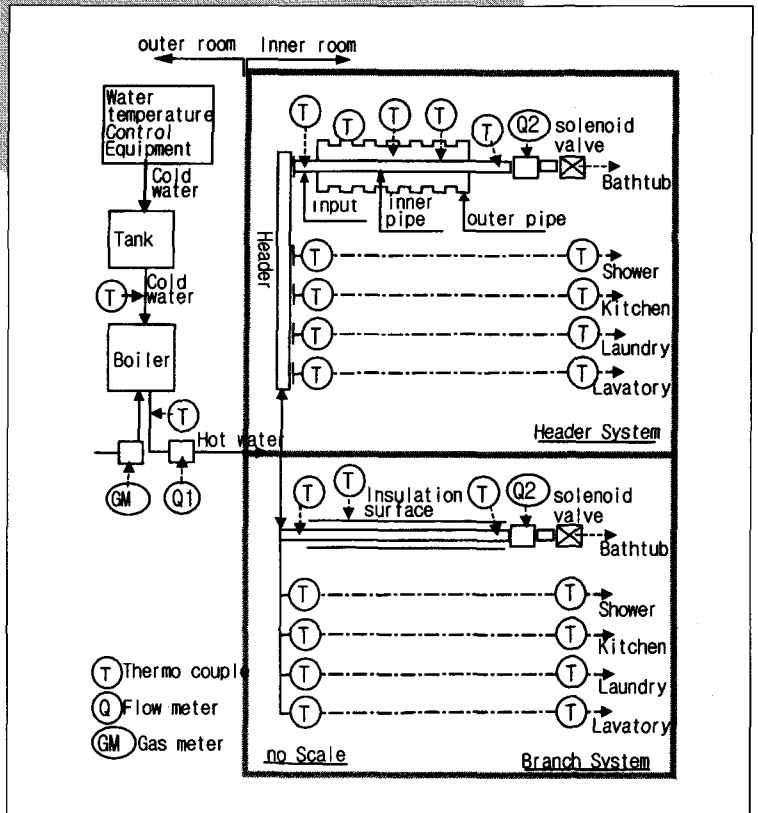 outer room Inner room
Water
temperature
Control
Equipment
Cold
water
Tank
T
Cold
water
Boiler
T
Hot water
GM
Q1
T
T
T
T
T
Q2
solenoid
valve
Bathtub
input
inner
pipe
outer pipe
Header
T
T
Shower
T
T
Kitchen
T
T
Laundry
T
T
Lavatory
Header System
T
T
Insulation
surface
T
Q2
solenoid
valve
Bathtub
T
T
Shower
T
T
Kitchen
T
T
Laundry
T
T
Lavatory
T Thermo couple
Q Flow meter
GM Gas meter
no Scale
Branch System